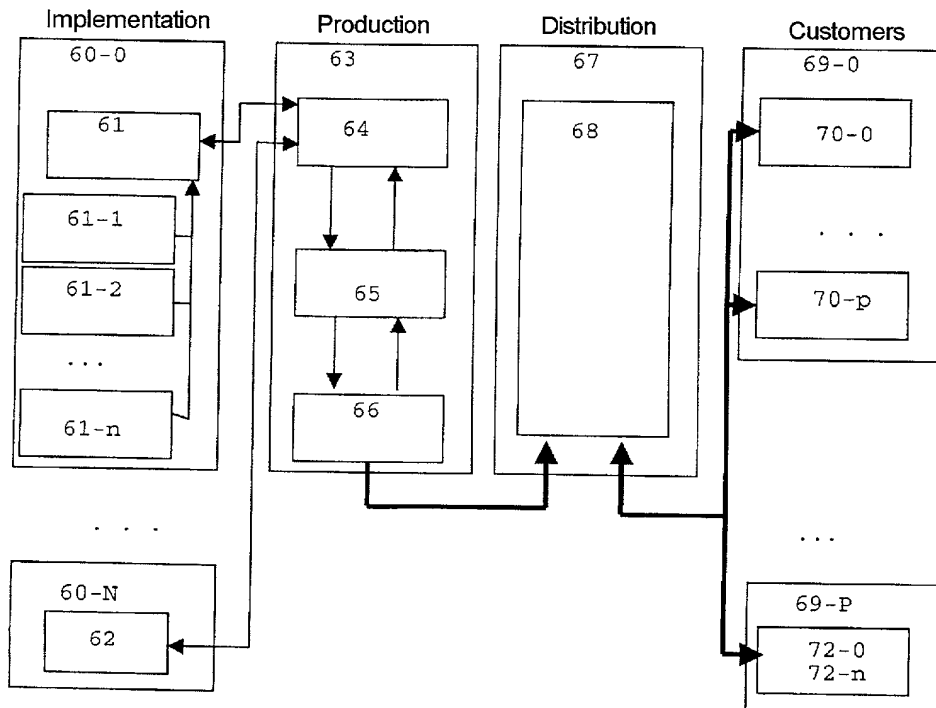 Implementation
60-0
61
61-1
61-2
...
61-n
. . .
60-N
62
Production
63
64
65
66
Distribution
67
68
Customers
69-0
70-0
. . .
70-p
...
69-P
72-0
72-n